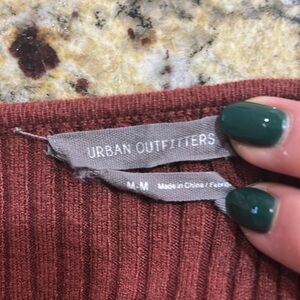 URBAN OUTFITTERS
M-M Made in China / Fabriq